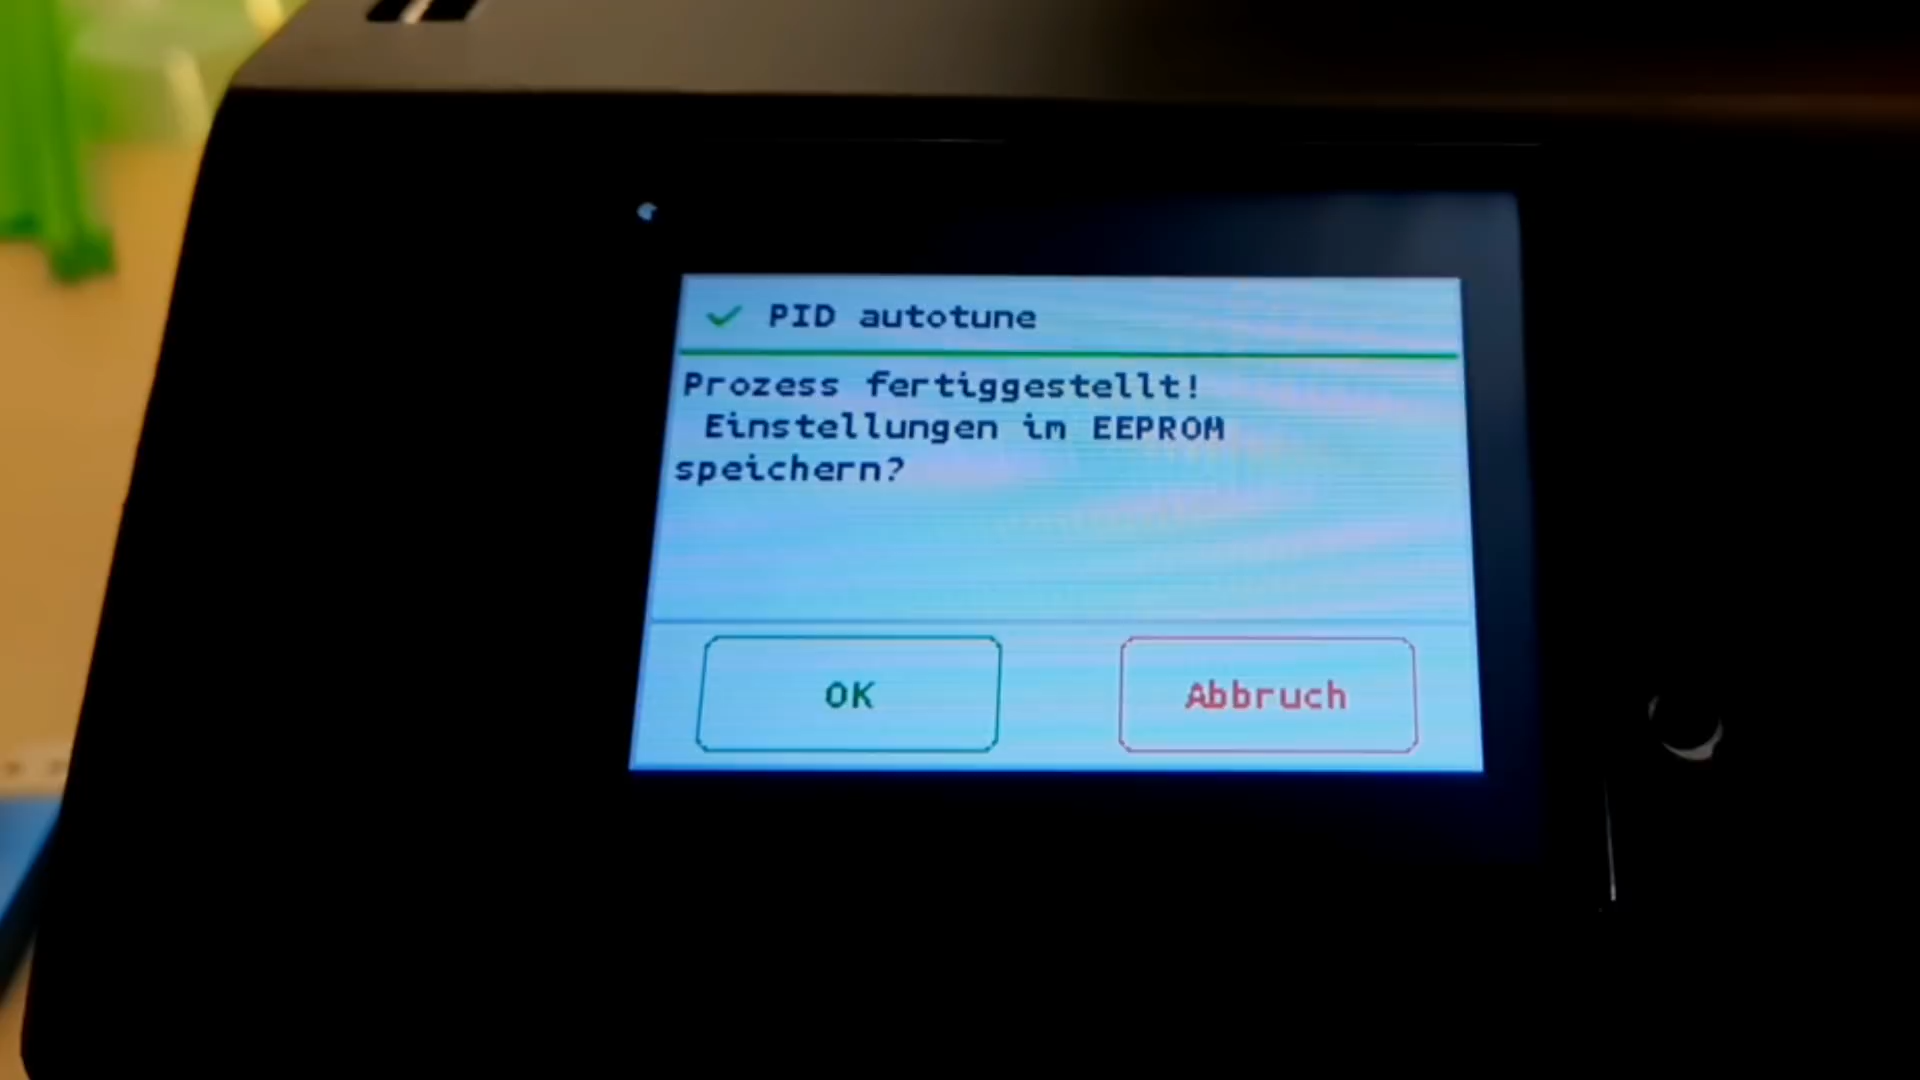 PID autotune
Prozess fertiggestellt!
Einstellungen im EEPROM
speichern?
OK
Abbruch